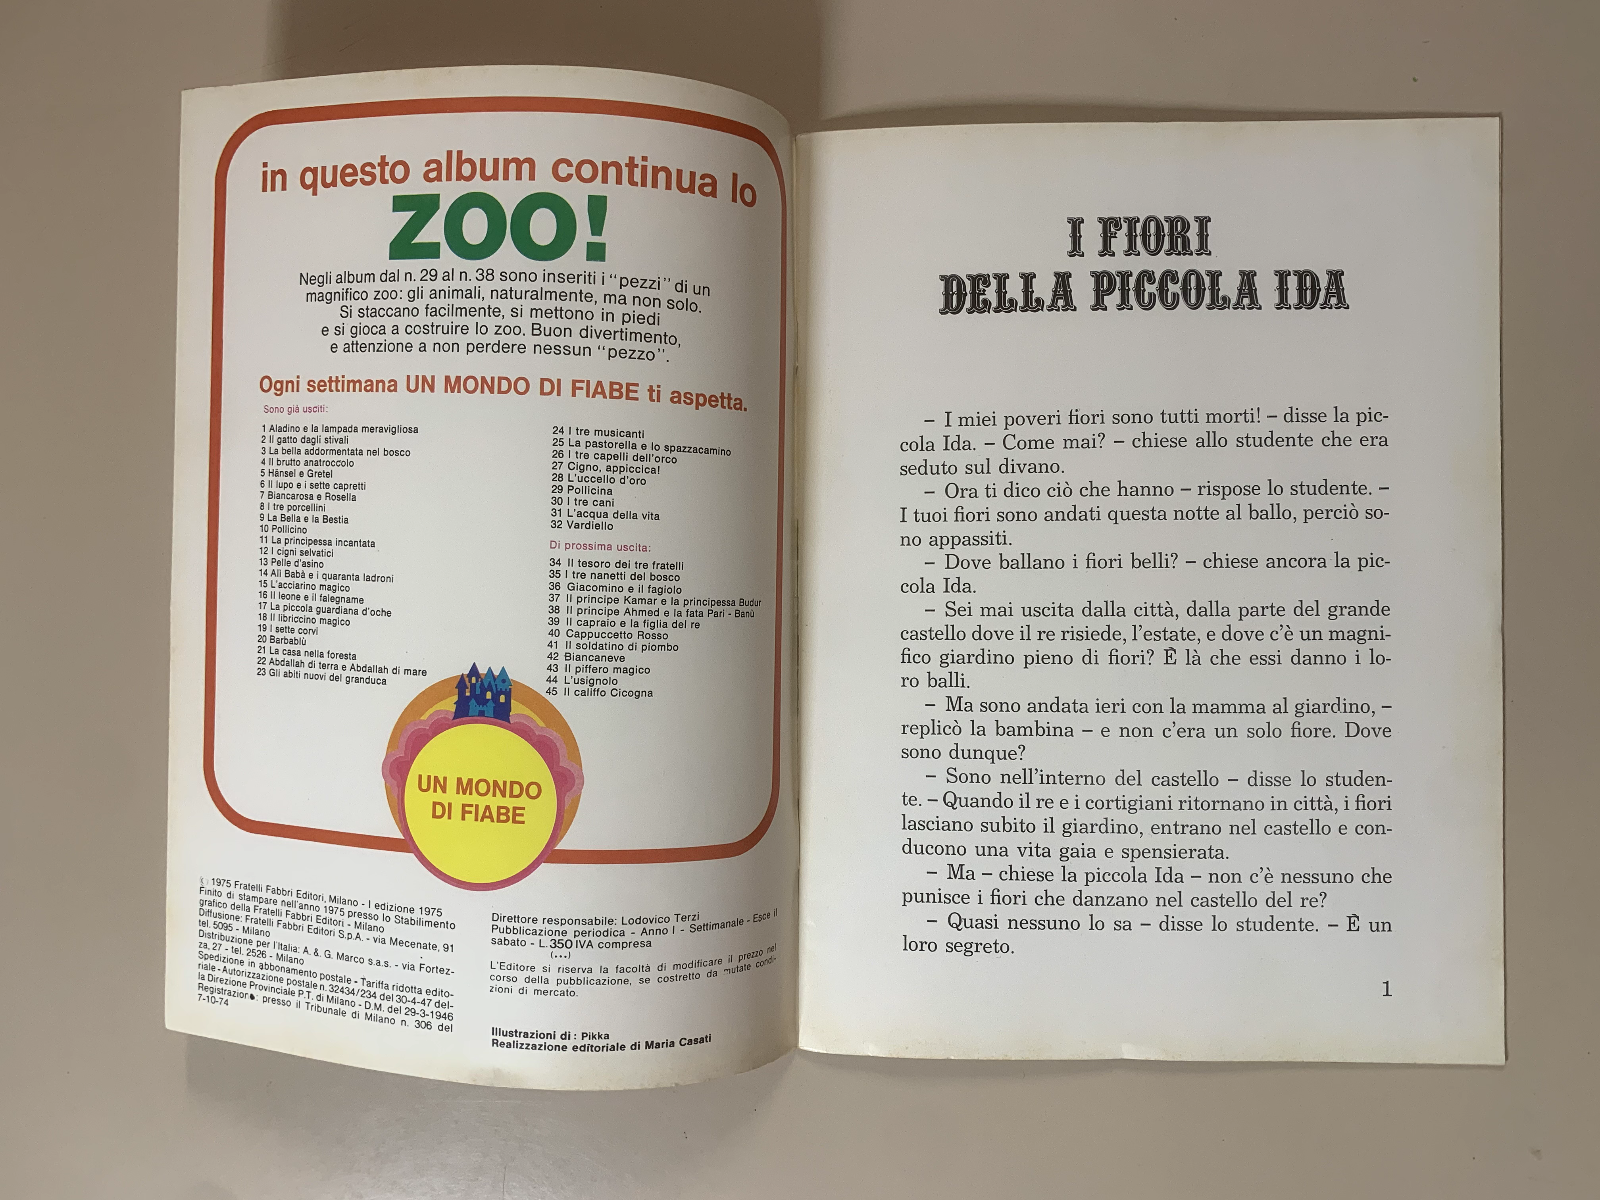 in questo album continua lo
ZOO!
Negli album dal n. 29 al n. 38 sono inseriti i "pezzi" di un
magnifico zoo: gli animali, naturalmente, ma non solo.
Si staccano facilmente, si mettono in piedi
e si gioca a costruire lo zoo. Buon divertimento,
e attenzione a non perdere nessun "pezzo".
Ogni settimana UN MONDO DI FIABE ti aspetta.
Sono già usciti:
1 Aladino e la lampada meravigliosa
2 Il gatto dagli stivali
3 La bella addormentata nel bosco
4 Il brutto anatroccolo
5 Hänsel e Gretel
6 Il lupo e i sette capretti
7 Biancarosa e Rosella
8 I tre porcellini
9 La Bella e la Bestia
10 Pollicino
11 La principessa incantata
12 I cigni selvatici
13 Pelle d'asino
14 Alì Babà e i quaranta ladroni
15 L'acciarino magico
16 Il leone e il falegname
17 La piccola guardiana d'oche
18 Il libriccino magico
19 I sette corvi
20 Barbablù
21 La casa nella foresta
22 Abdallah di terra e Abdallah di mare
23 Gli abiti nuovi del granduca
24 I tre musicanti
25 La pastorella e lo spazzacamino
26 I tre capelli dell'orco
27 Cigno, appiccica!
28 L'uccello d'oro
29 Pollicina
30 I tre cani
31 L'acqua della vita
32 Vardiello
Di prossima uscita:
34 Il tesoro dei tre fratelli
35 I tre nanetti del bosco
36 Giacomino e il fagiolo
37 Il principe Kamar e la principessa Budur
38 Il principe Ahmed e la fata Pari - Banù
39 Il capraio e la figlia del re
40 Cappuccetto Rosso
41 Il soldatino di piombo
42 Biancaneve
43 Il piffero magico
44 L'usignolo
45 Il califfo Cicogna
UN MONDO
DI FIABE
© 1975 Fratelli Fabbri Editori, Milano - I edizione 1975
Finito di stampare nell'anno 1975 presso lo Stabilimento
grafico della Fratelli Fabbri Editori - Milano
Diffusione: Fratelli Fabbri Editori S.p.A. - via Mecenate, 91
tel. 5095 - Milano
Distribuzione per l'Italia: A. & G. Marco s.a.s. - via Fortez-
za, 27 - tel. 2526 - Milano
Spedizione in abbonamento postale - Tariffa ridotta edito-
riale - Autorizzazione postale n. 32434/234 del 30-4-47 del-
la Direzione Provinciale P.T. di Milano - D.M. del 29-3-1946
Registrazione: presso il Tribunale di Milano n. 306 del
7-10-74
Direttore responsabile: Lodovico Terzi
Pubblicazione periodica - Anno I - Settimanale - Esce il
sabato - L. 350 IVA compresa
(...)
L'Editore si riserva la facoltà di modificare il prezzo nel
corso della pubblicazione, se costretto da mutate condi-
zioni di mercato.
Illustrazioni di: Pikka
Realizzazione editoriale di Maria Casati
I FIORI
DELLA PICCOLA IDA
– I miei poveri fiori sono tutti morti! – disse la pic-
cola Ida. – Come mai? – chiese allo studente che era
seduto sul divano.
– Ora ti dico ciò che hanno – rispose lo studente. –
I tuoi fiori sono andati questa notte al ballo, perciò so-
no appassiti.
– Dove ballano i fiori belli? – chiese ancora la pic-
cola Ida.
– Sei mai uscita dalla città, dalla parte del grande
castello dove il re risiede, l'estate, e dove c'è un magni-
fico giardino pieno di fiori? È là che essi danno i lo-
ro balli.
– Ma sono andata ieri con la mamma al giardino, –
replicò la bambina – e non c'era un solo fiore. Dove
sono dunque?
– Sono nell'interno del castello – disse lo studen-
te. – Quando il re e i cortigiani ritornano in città, i fiori
lasciano subito il giardino, entrano nel castello e con-
ducono una vita gaia e spensierata.
– Ma – chiese la piccola Ida – non c'è nessuno che
punisce i fiori che danzano nel castello del re?
– Quasi nessuno lo sa – disse lo studente. – È un
loro segreto.
1